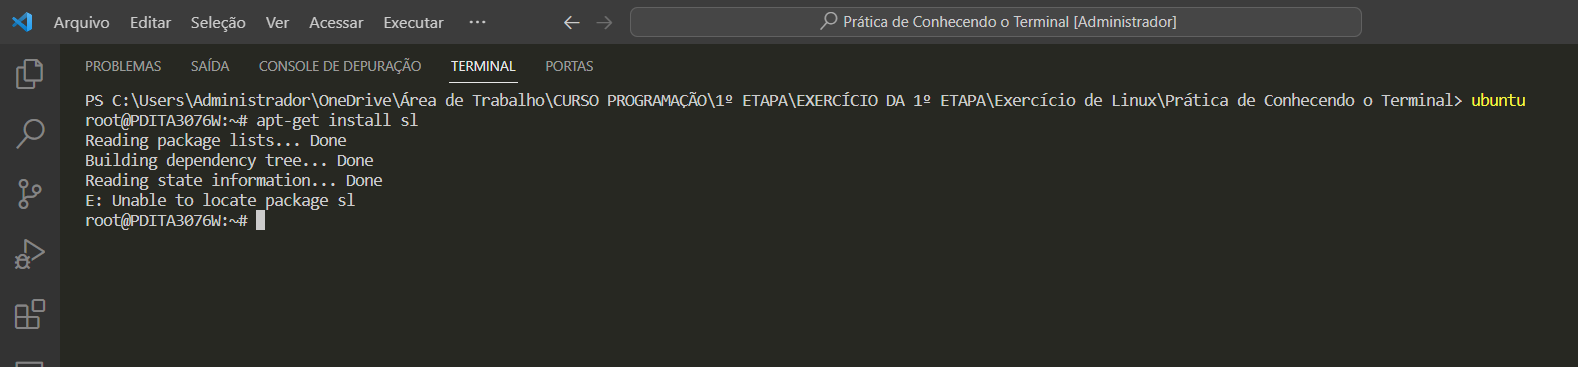 Arquivo Editar Seleção Ver Acessar Executar ··· ← → Prática de Conhecendo o Terminal [Administrador]
PROBLEMAS SAÍDA CONSOLE DE DEPURAÇÃO TERMINAL PORTAS
PS C:\Users\Administrador\OneDrive\Área de Trabalho\CURSO PROGRAMAÇÃO\1º ETAPA\EXERCÍCIO DA 1º ETAPA\Exercício de Linux\Prática de Conhecendo o Terminal> ubuntu
root@PDITA3076W:~# apt-get install sl
Reading package lists... Done
Building dependency tree... Done
Reading state information... Done
E: Unable to locate package sl
root@PDITA3076W:~#